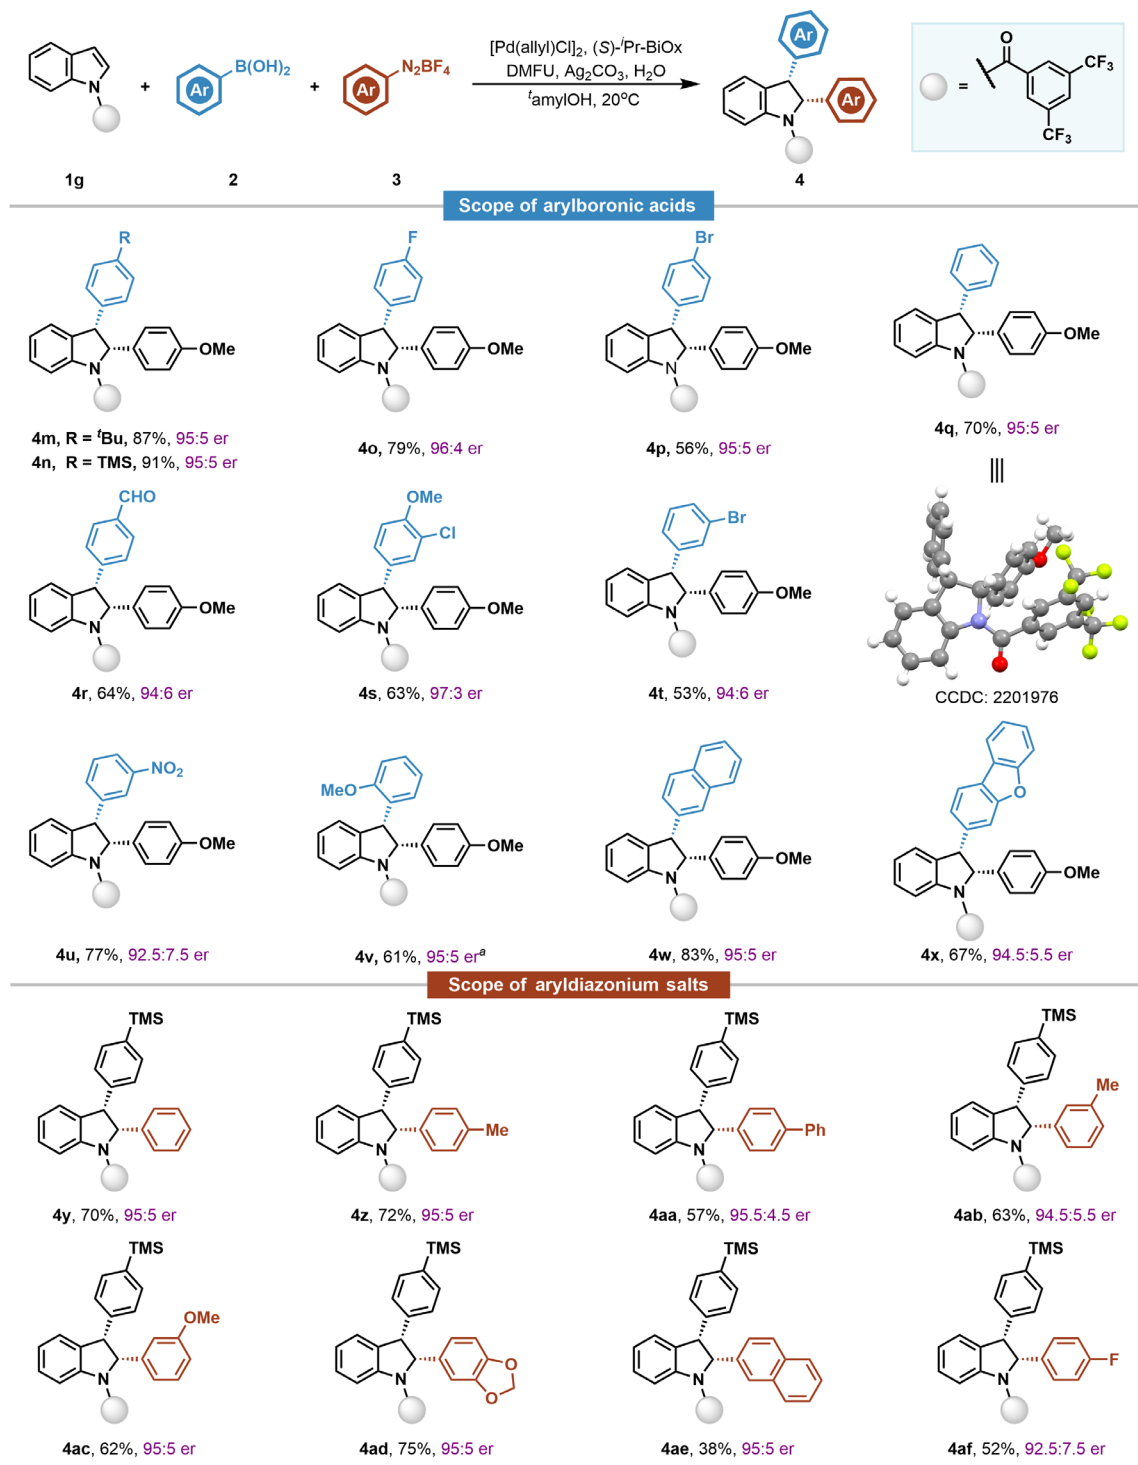 [Pd(allyl)Cl]₂, (S)-ⁱPr-BiOx
DMFU, Ag₂CO₃, H₂O
ᵗamylOH, 20°C
N
+
Ar
B(OH)₂
+
Ar
N₂BF₄
Ar
Ar
N
=
O
CF₃
CF₃
1g 2 3 4
Scope of arylboronic acids
R
N
OMe
4m, R = ᵗBu, 87%, 95:5 er
4n, R = TMS, 91%, 95:5 er
F
N
OMe
4o, 79%, 96:4 er
Br
N
OMe
4p, 56%, 95:5 er
N
OMe
4q, 70%, 95:5 er
CHO
N
OMe
4r, 64%, 94:6 er
OMe
Cl
N
OMe
4s, 63%, 97:3 er
Br
N
OMe
4t, 53%, 94:6 er
CCDC: 2201976
NO₂
N
OMe
4u, 77%, 92.5:7.5 er
MeO
N
OMe
4v, 61%, 95:5 erᵃ
N
OMe
4w, 83%, 95:5 er
O
N
OMe
4x, 67%, 94.5:5.5 er
Scope of aryldiazonium salts
TMS
N
4y, 70%, 95:5 er
TMS
N
Me
4z, 72%, 95:5 er
TMS
N
Ph
4aa, 57%, 95.5:4.5 er
TMS
Me
N
4ab, 63%, 94.5:5.5 er
TMS
OMe
N
4ac, 62%, 95:5 er
TMS
O
O
N
4ad, 75%, 95:5 er
TMS
N
4ae, 38%, 95:5 er
TMS
F
N
4af, 52%, 92.5:7.5 er